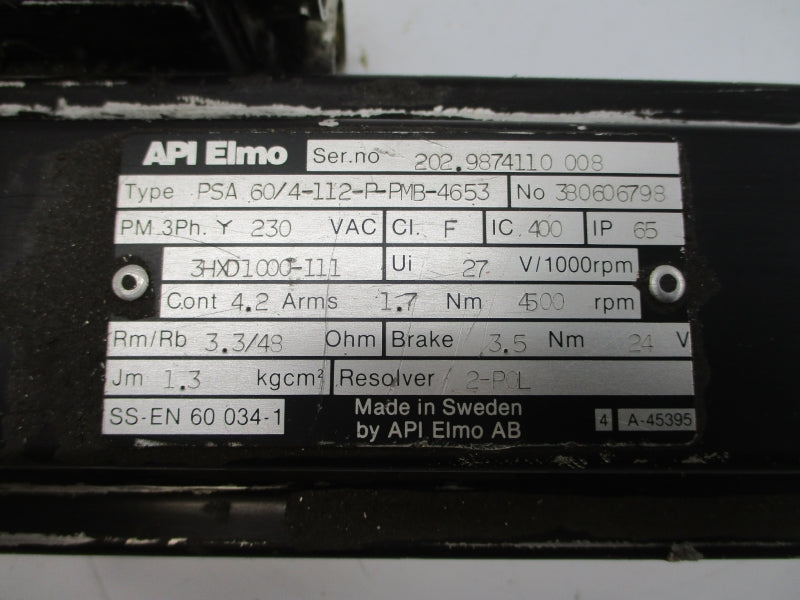 API Elmo Ser.no 202.9874110 008
Type PSA 60/4-112-P-PMB-4653 No 380606798
PM 3Ph. Y 230 VAC Cl. F IC 400 IP 65
3HXD1000-111 Ui 27 V/1000rpm
Cont 4.2 Arms 1.7 Nm 4500 rpm
Rm/Rb 3.3/48 Ohm Brake 3.5 Nm 24 V
Jm 1.3 kgcm² Resolver 2-POL
SS-EN 60 034-1 Made in Sweden
by API Elmo AB 4 A-45395